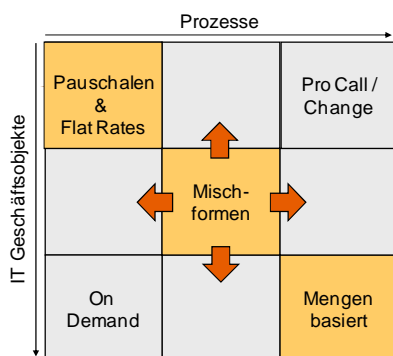 Prozesse
IT Geschäftsobjekte
Pauschalen
&
Flat Rates
Pro Call /
Change
Misch-
formen
On
Demand
Mengen
basiert